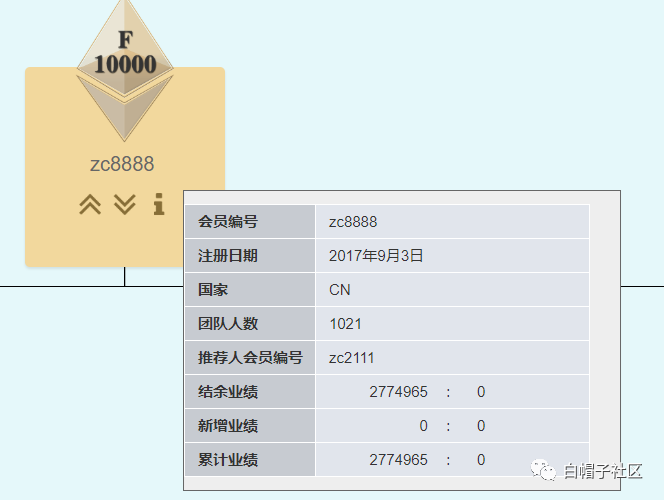 F
10000
zc8888
会员编号 zc8888
注册日期 2017年9月3日
国家 CN
团队人数 1021
推荐人会员编号 zc2111
结余业绩 2774965 : 0
新增业绩 0 : 0
累计业绩 2774965 : 0
白帽子社区